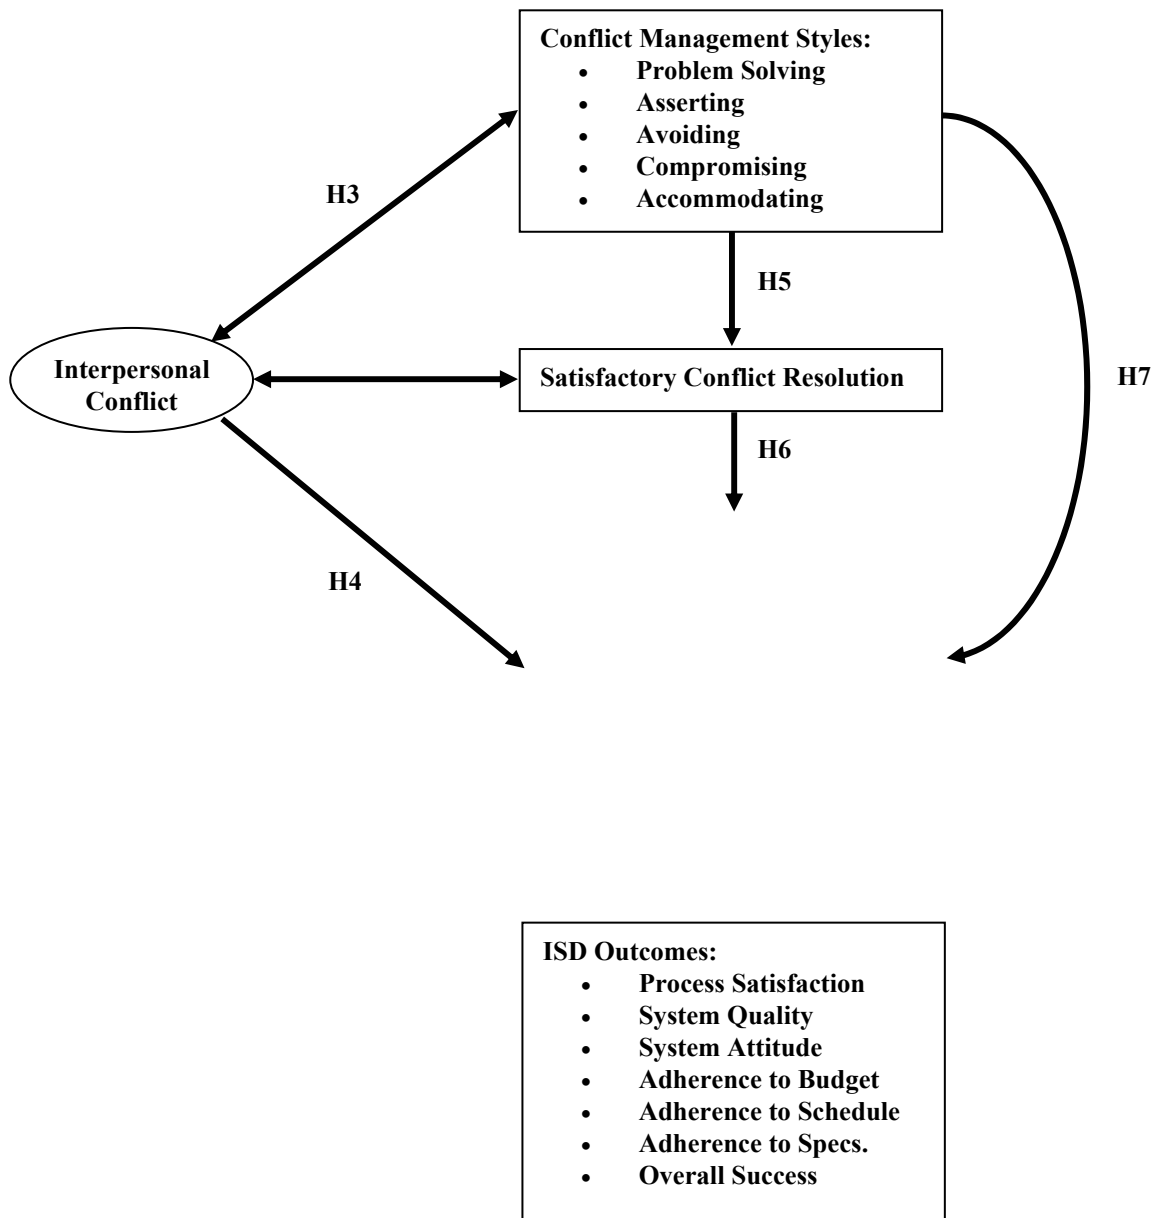 Conflict Management Styles:
• Problem Solving
• Asserting
• Avoiding
• Compromising
• Accommodating
H3
H5
Interpersonal
Conflict
Satisfactory Conflict Resolution
H7
H6
H4
ISD Outcomes:
• Process Satisfaction
• System Quality
• System Attitude
• Adherence to Budget
• Adherence to Schedule
• Adherence to Specs.
• Overall Success